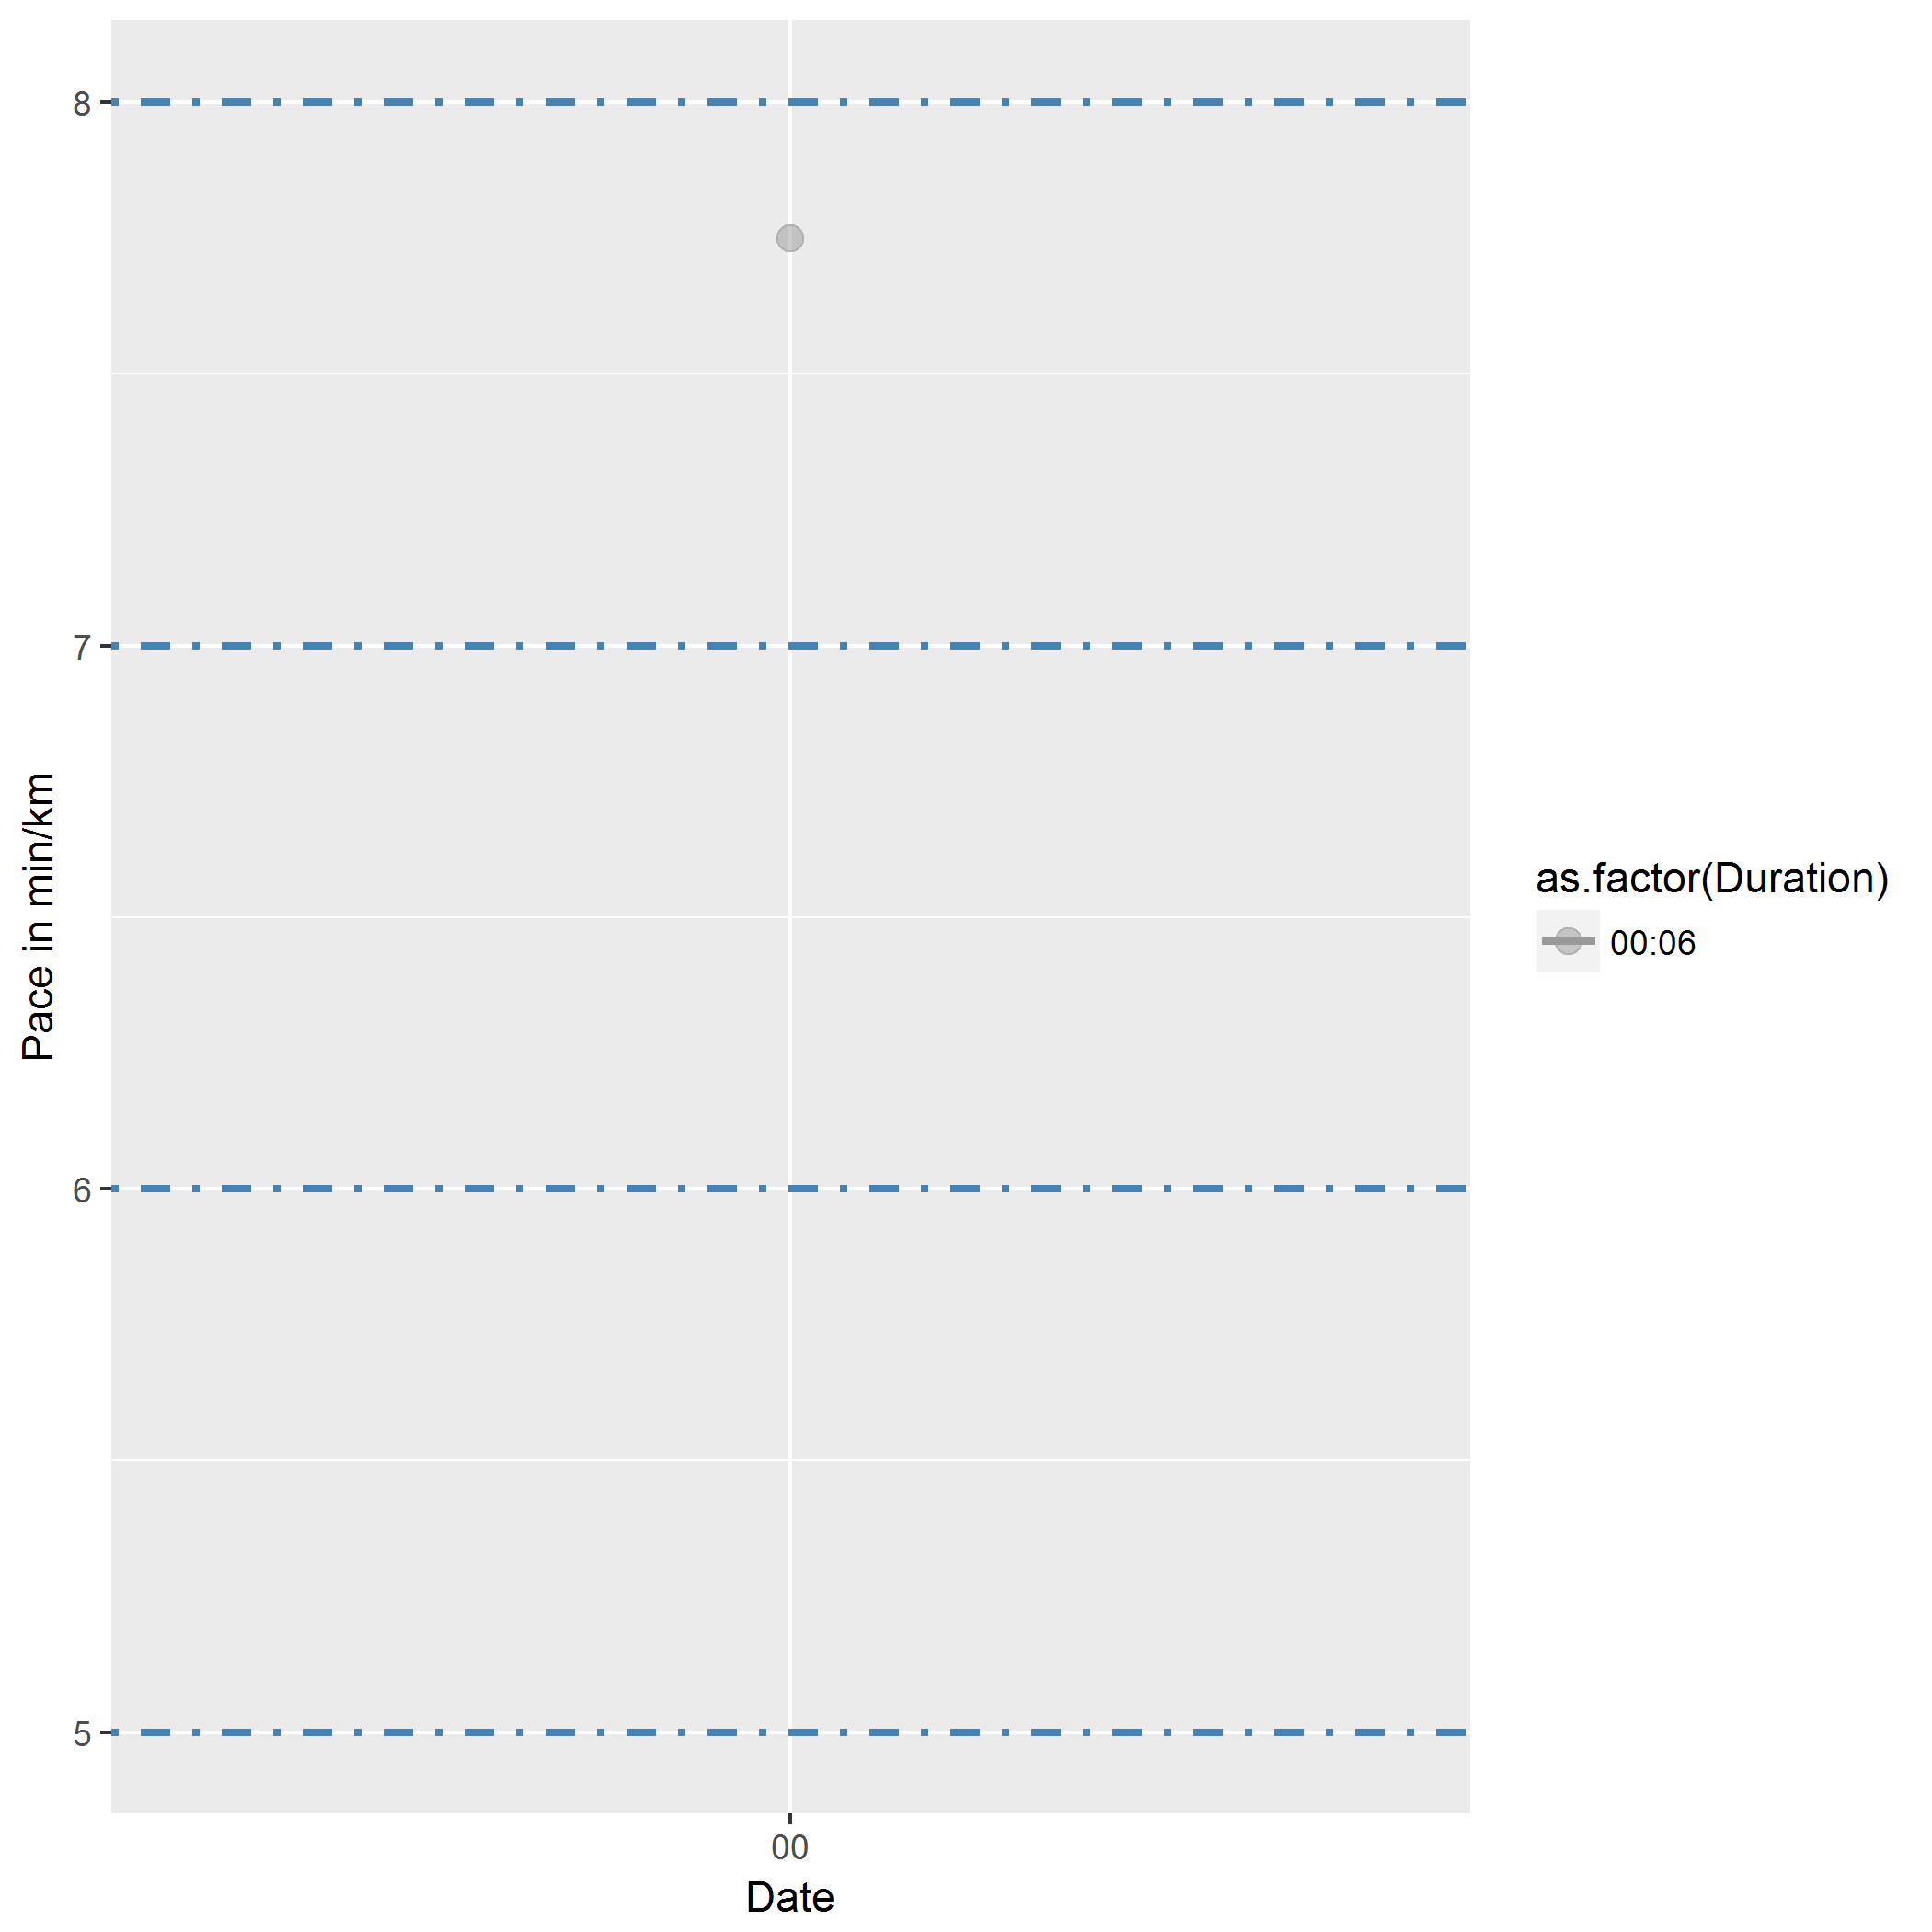 8
7
6
5
Pace in min/km
00
Date
as.factor(Duration)
00:06